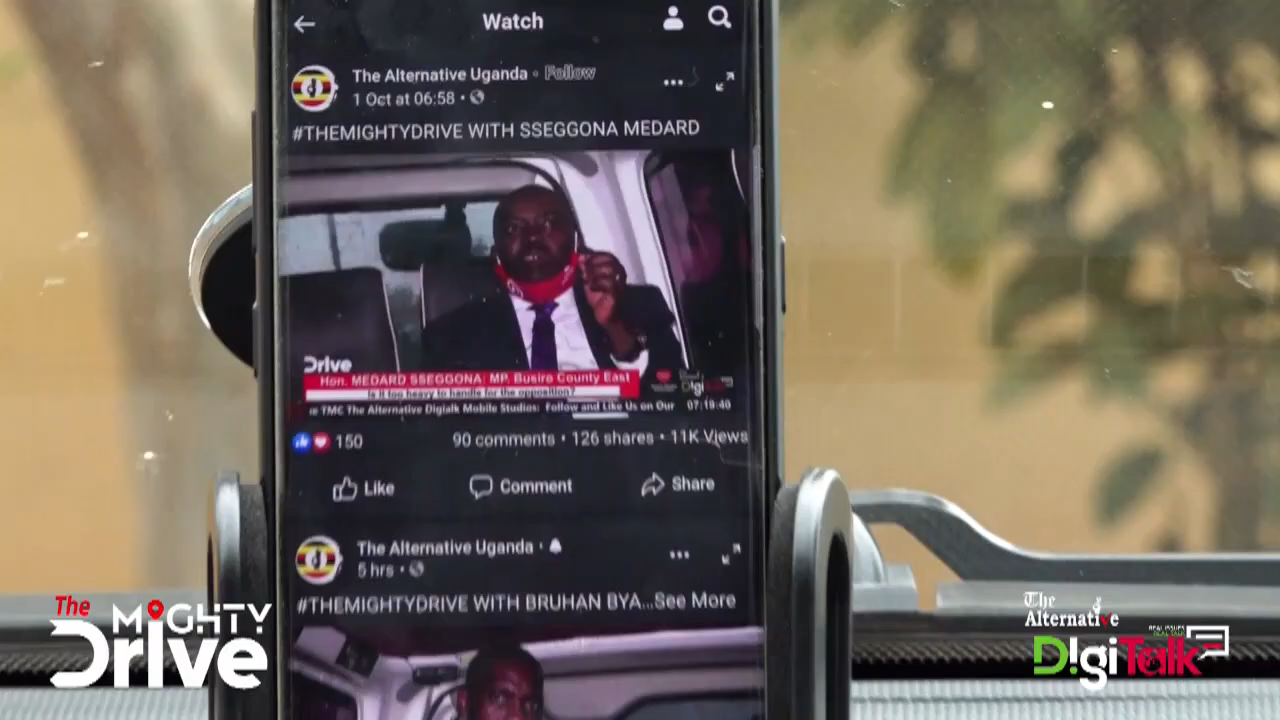 Watch
The Alternative Uganda • Follow
1 Oct at 06:58 •
#THEMIGHTYDRIVE WITH SSEGGONA MEDARD
Drive
Hon. MEDARD SSEGGONA: MP. Busiro County East
Is it too heavy to handle for the opposition?
TMC The Alternative Digialk Mobile Studios: Follow and Like Us on Our 07:19:40
150 90 comments • 126 shares • 11K Views
Like Comment Share
The Alternative Uganda •
5 hrs •
#THEMIGHTYDRIVE WITH BRUHAN BYA...See More
The MIGHTY
Drive
The
Alternative
DigiTalk